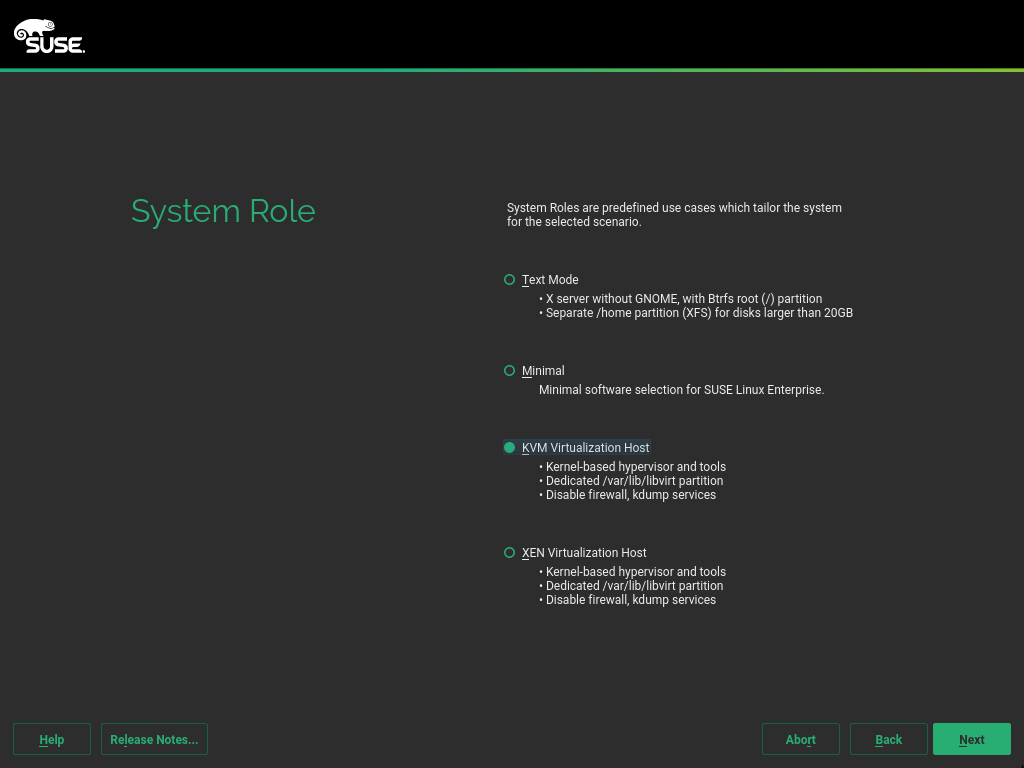 SUSE.
System Role
System Roles are predefined use cases which tailor the system
for the selected scenario.
Text Mode
• X server without GNOME, with Btrfs root (/) partition
• Separate /home partition (XFS) for disks larger than 20GB
Minimal
Minimal software selection for SUSE Linux Enterprise.
KVM Virtualization Host
• Kernel-based hypervisor and tools
• Dedicated /var/lib/libvirt partition
• Disable firewall, kdump services
XEN Virtualization Host
• Kernel-based hypervisor and tools
• Dedicated /var/lib/libvirt partition
• Disable firewall, kdump services
Help Release Notes... Abort Back Next